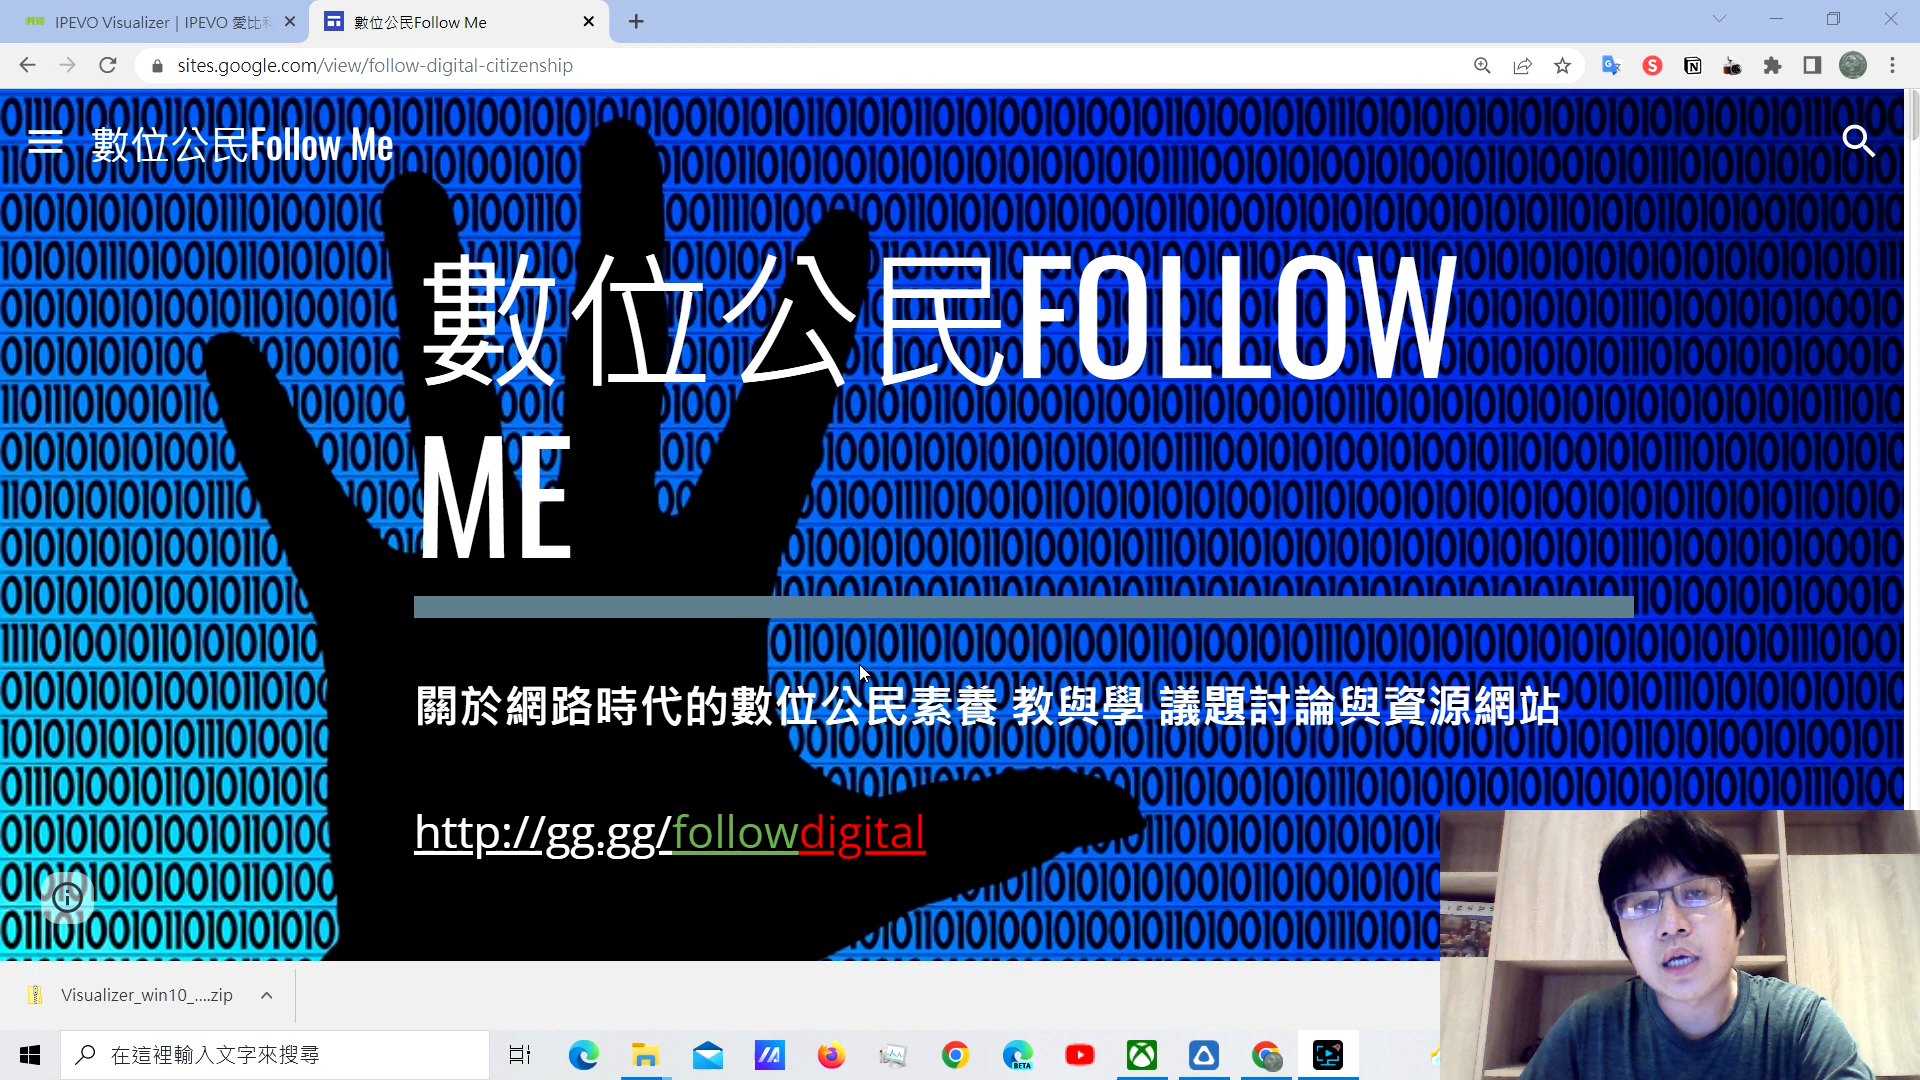 IPEVO Visualizer | IPEVO 愛比科
數位公民Follow Me
sites.google.com/view/follow-digital-citizenship
數位公民Follow Me
數位公民FOLLOW
ME
關於網路時代的數位公民素養 教與學 議題討論與資源網站
http://gg.gg/followdigital
Visualizer_win10_....zip
在這裡輸入文字來搜尋
BETA